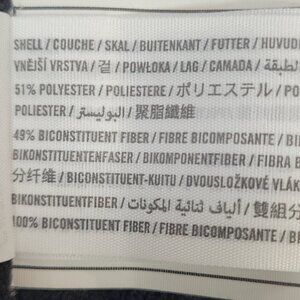 SHELL / COUCHE / SKAL / BUITENKANT / FUTTER / HUVUD
VNĚJŠÍ VRSTVA / 겉 / POWŁOKA / LAG / CAMADA / الطبقة
51% POLYESTER / POLIESTERE / ポリエステル / PO
POLIESTER / البوليستر / 聚脂纖維
49% BICONSTITUENT FIBER / FIBRE BICOMPOSANTE / BI
BIKONSTITUENTENFASER / BIKOMPONENTFIBER / FIBRA B
分纤维 / BICONSTITUENT-KUITU / DVOUSLOŽKOVÉ VLÁK
BIKONSTITUENTFIBER / ألياف ثنائية المكونات / 雙組分
100% BICONSTITUENT FIBER / FIBRE BICOMPOSANTE / BI